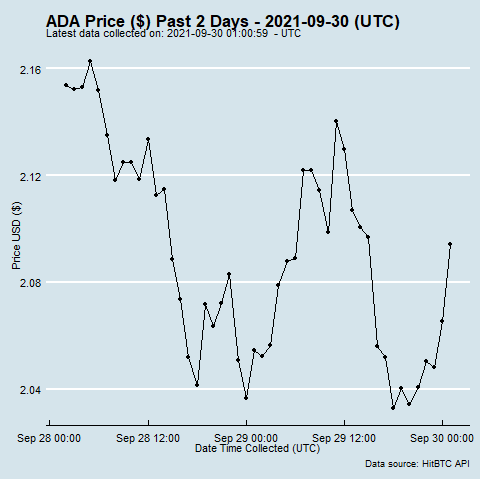 ADA Price ($) Past 2 Days - 2021-09-30 (UTC)
Latest data collected on: 2021-09-30 01:00:59  - UTC
2.16
2.12
2.08
2.04
Price USD ($)
Sep 28 00:00 Sep 28 12:00 Sep 29 00:00 Sep 29 12:00 Sep 30 00:00
Date Time Collected (UTC)
Data source: HitBTC API